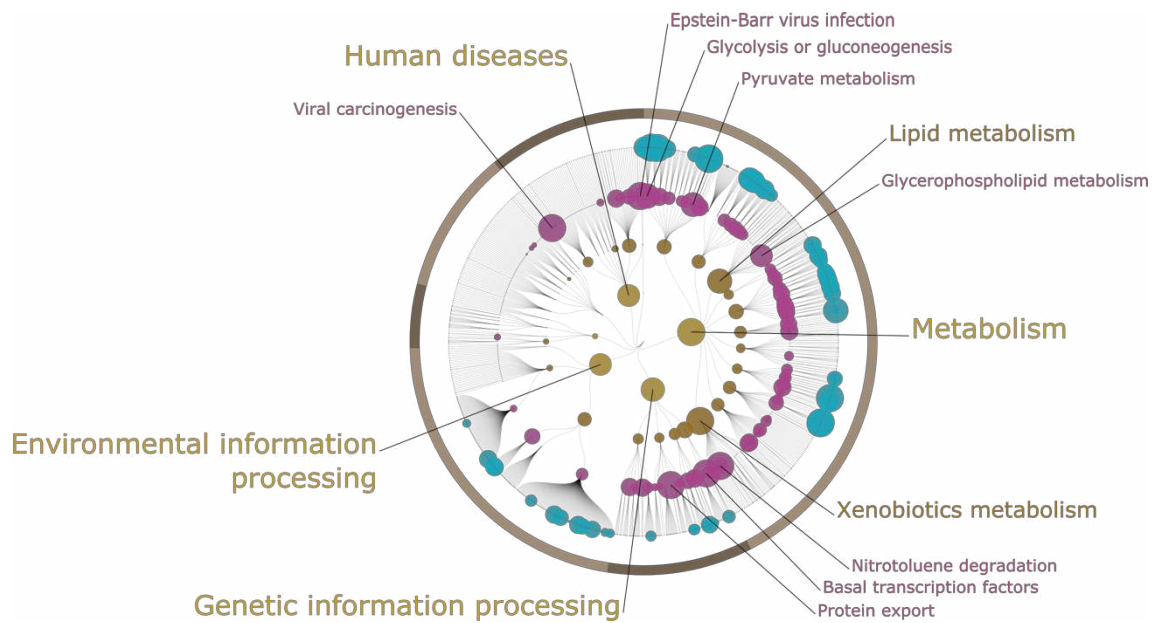 Epstein-Barr virus infection
Glycolysis or gluconeogenesis
Human diseases
Pyruvate metabolism
Viral carcinogenesis
Lipid metabolism
Glycerophospholipid metabolism
Metabolism
Environmental information
processing
Xenobiotics metabolism
Nitrotoluene degradation
Basal transcription factors
Genetic information processing
Protein export